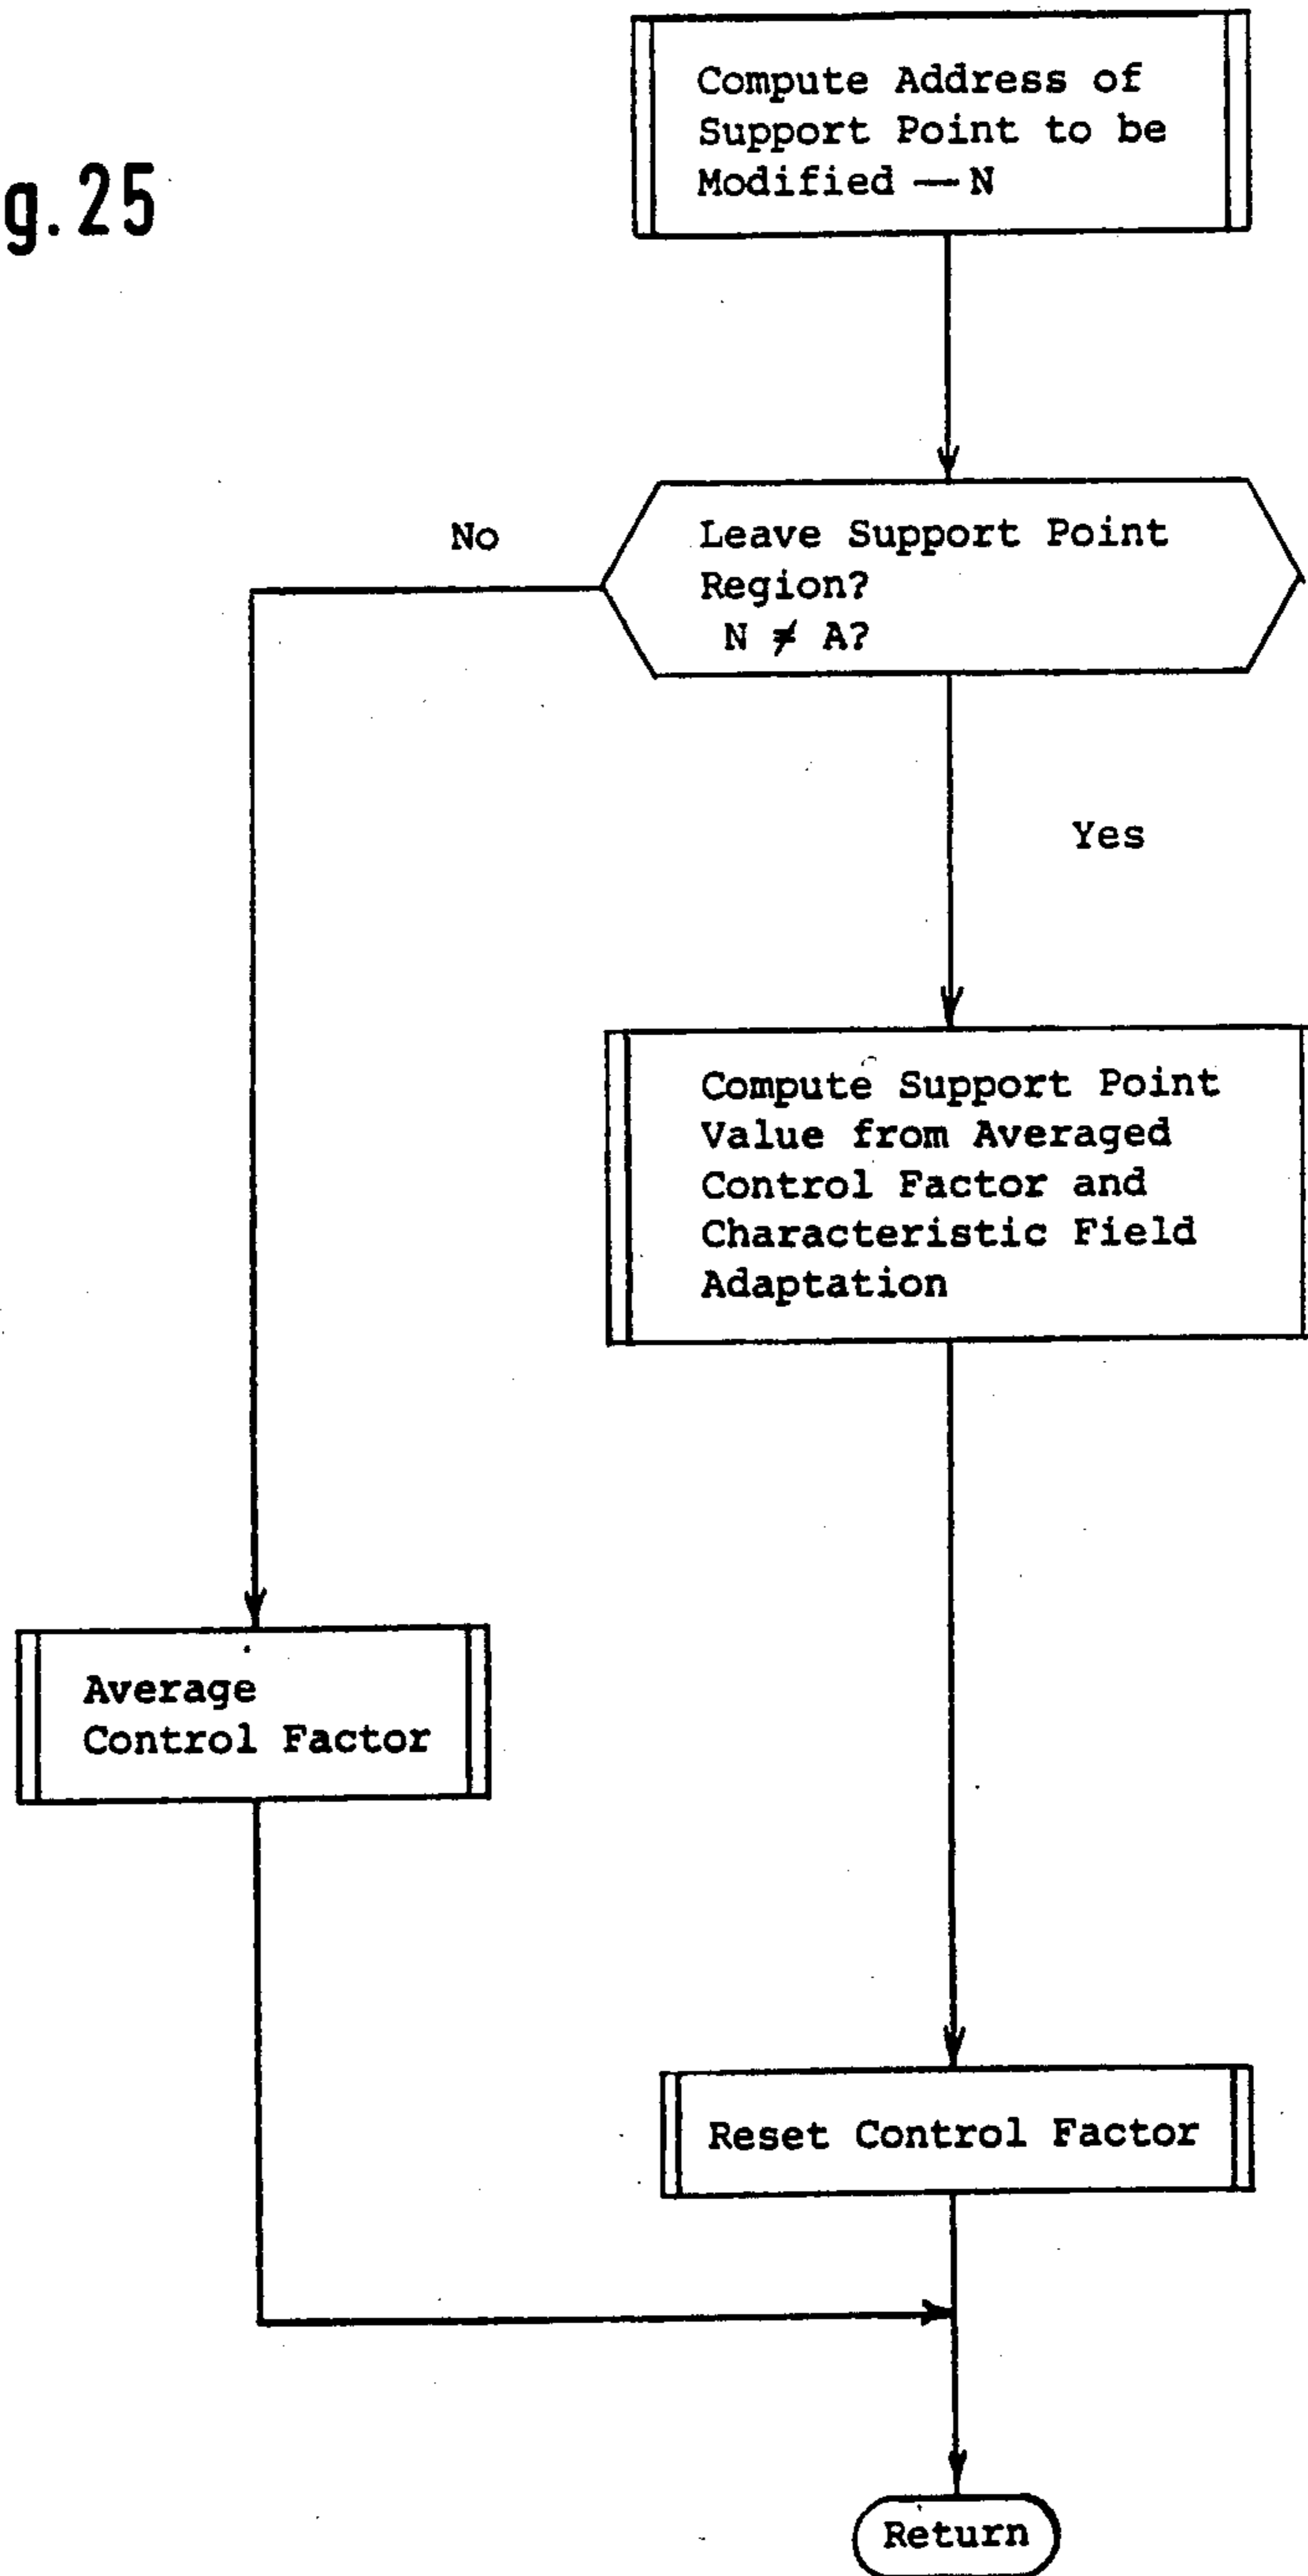 g. 25
Compute Address of
Support Point to be
Modified — N
No
Leave Support Point
Region?
N ≠ A?
Yes
Compute Support Point
Value from Averaged
Control Factor and
Characteristic Field
Adaptation
Average
Control Factor
Reset Control Factor
Return